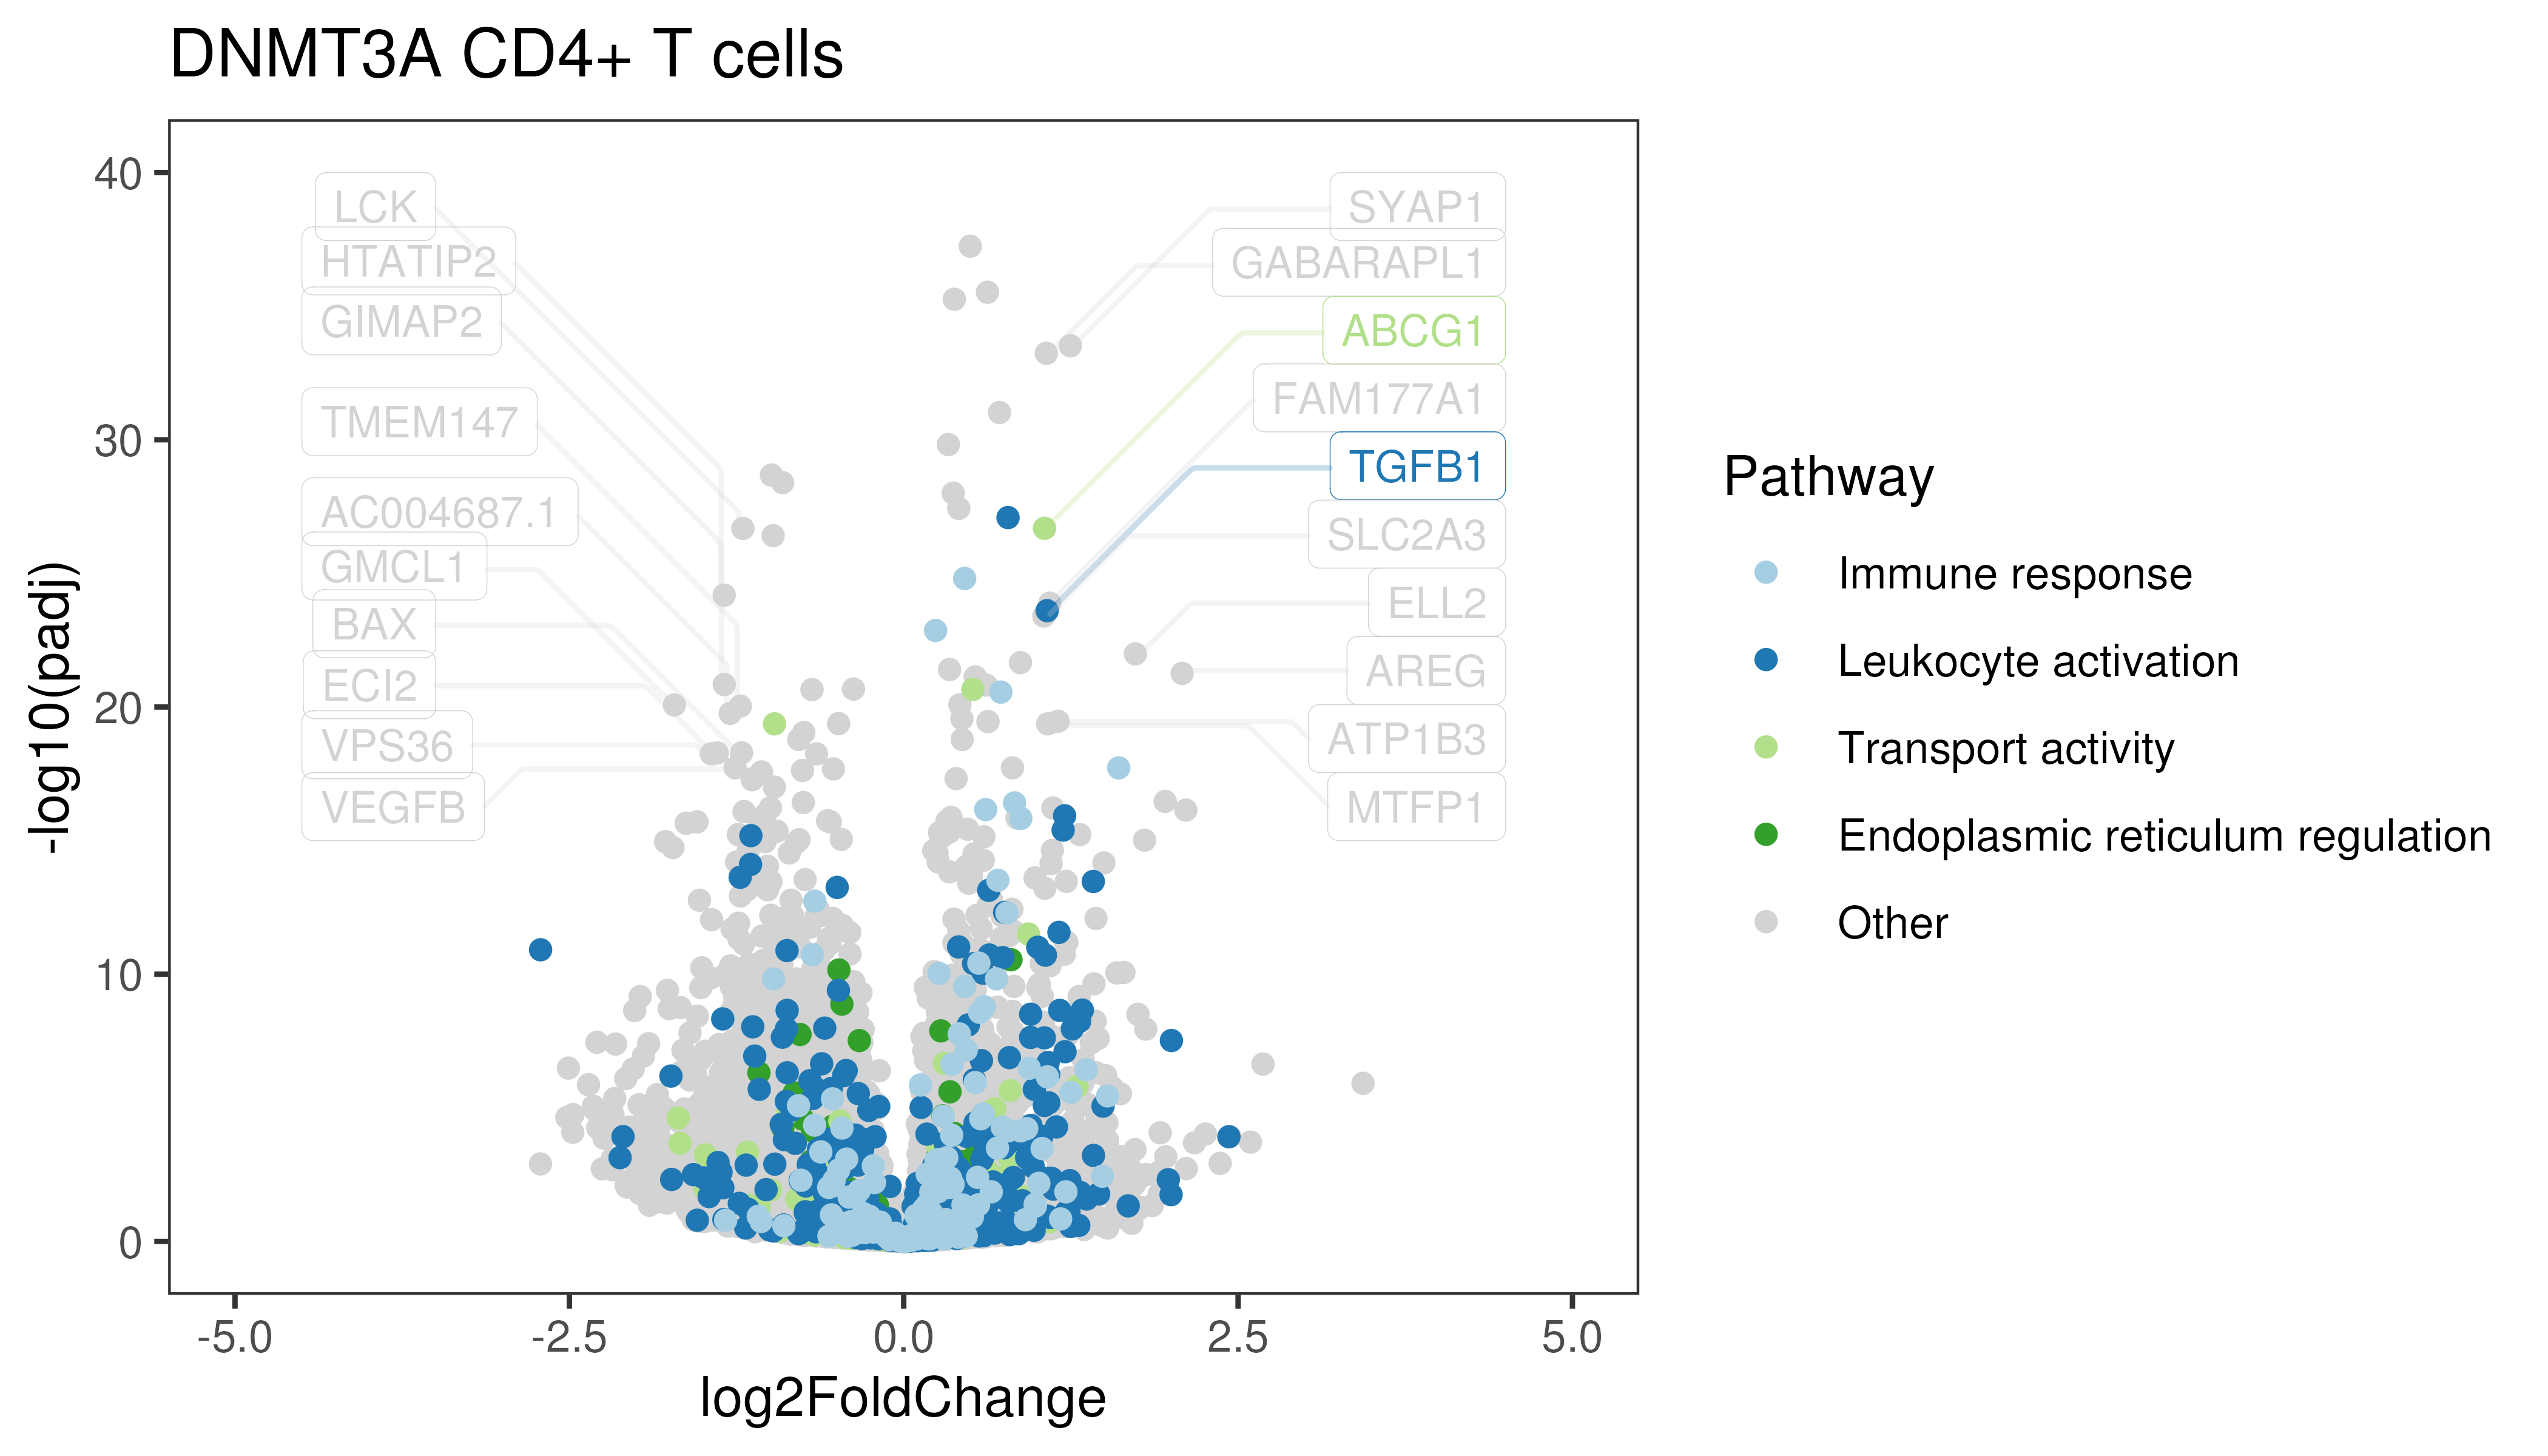 DNMT3A CD4+ T cells
-log10(padj)
40
30
20
10
0
LCK
HTATIP2
GIMAP2
TMEM147
AC004687.1
GMCL1
BAX
ECI2
VPS36
VEGFB
SYAP1
GABARAPL1
ABCG1
FAM177A1
TGFB1
SLC2A3
ELL2
AREG
ATP1B3
MTFP1
-5.0
-2.5
0.0
2.5
5.0
log2FoldChange
Pathway
Immune response
Leukocyte activation
Transport activity
Endoplasmic reticulum regulation
Other